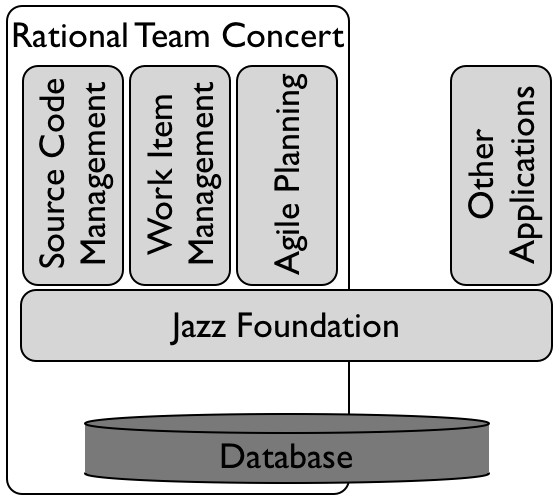 Rational Team Concert
Source Code
Management
Work Item
Management
Agile Planning
Other
Applications
Jazz Foundation
Database